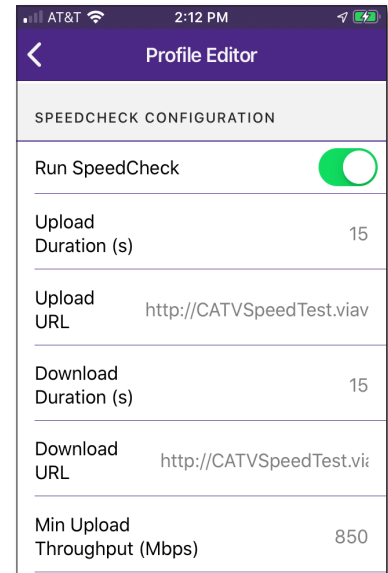 AT&T 2:12 PM
Profile Editor
SPEEDCHECK CONFIGURATION
Run SpeedCheck
Upload
Duration (s) 15
Upload
URL http://CATVSpeedTest.viav
Download
Duration (s) 15
Download
URL http://CATVSpeedTest.via
Min Upload
Throughput (Mbps) 850